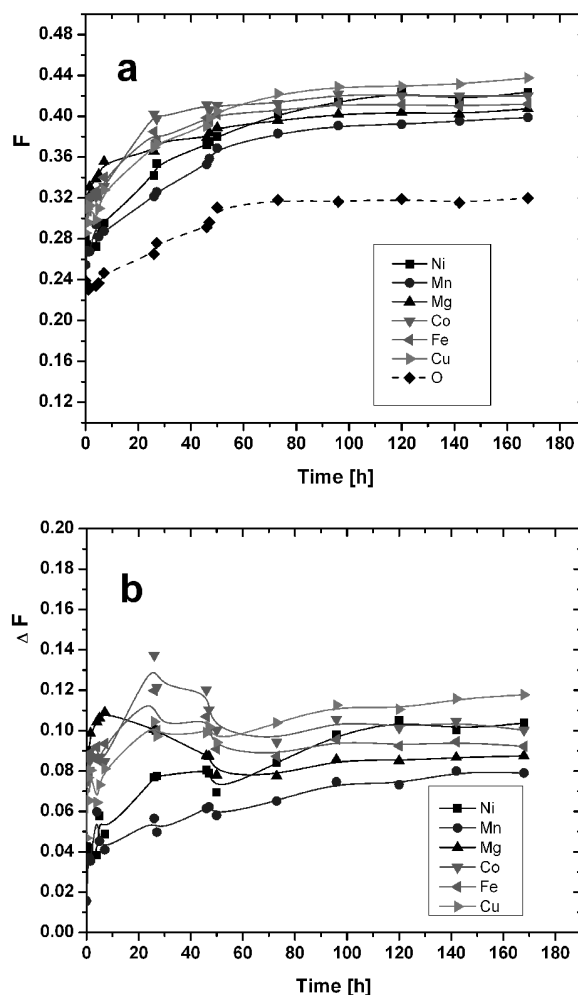 a
0.48
0.44
0.40
0.36
0.32
0.28
0.24
0.20
0.16
0.12
F
Ni
Mn
Mg
Co
Fe
Cu
O
0 20 40 60 80 100 120 140 160 180
Time [h]
b
0.20
0.18
0.16
0.14
0.12
0.10
0.08
0.06
0.04
0.02
0.00
Δ F
Ni
Mn
Mg
Co
Fe
Cu
0 20 40 60 80 100 120 140 160 180
Time [h]